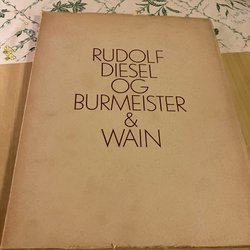 RUDOLF
DIESEL
OG
BURMEISTER
&
WAIN